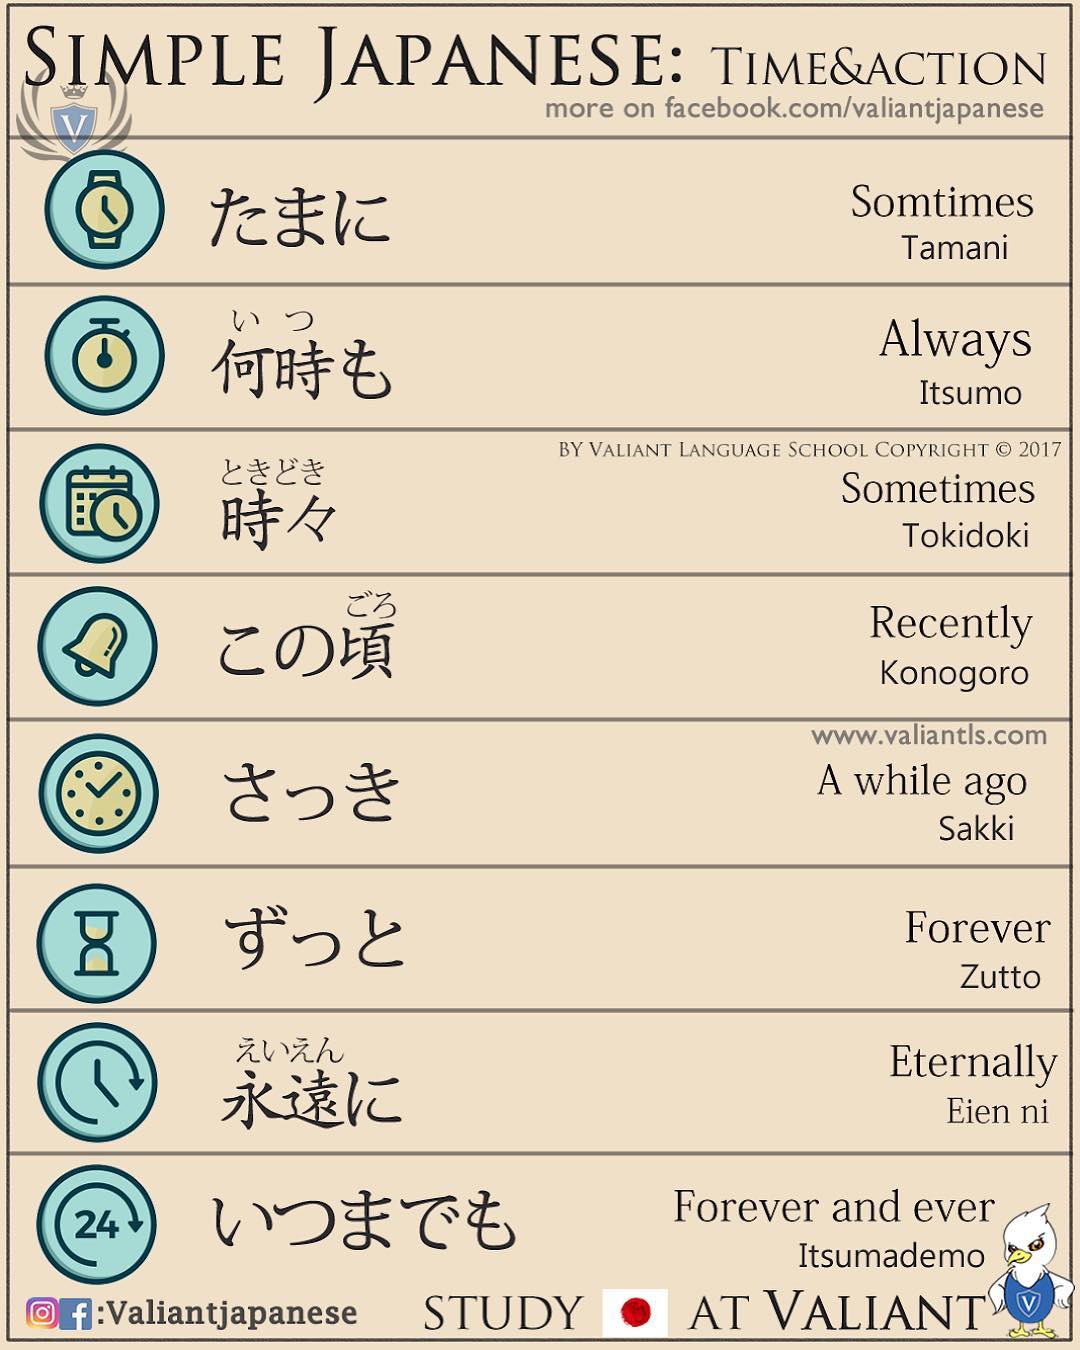 SIMPLE JAPANESE: TIME&ACTION
more on facebook.com/valiantjapanese
V
たまに
Somtimes
Tamani
いつ
何時も
Always
Itsumo
BY VALIANT LANGUAGE SCHOOL COPYRIGHT © 2017
ときどき
時々
Sometimes
Tokidoki
ごろ
この頃
Recently
Konogoro
www.valiantls.com
さっき
A while ago
Sakki
ずっと
Forever
Zutto
えいえん
永遠に
Eternally
Eien ni
24
いつまでも
Forever and ever
Itsumademo
:Valiantjapanese
STUDY AT VALIANT
V